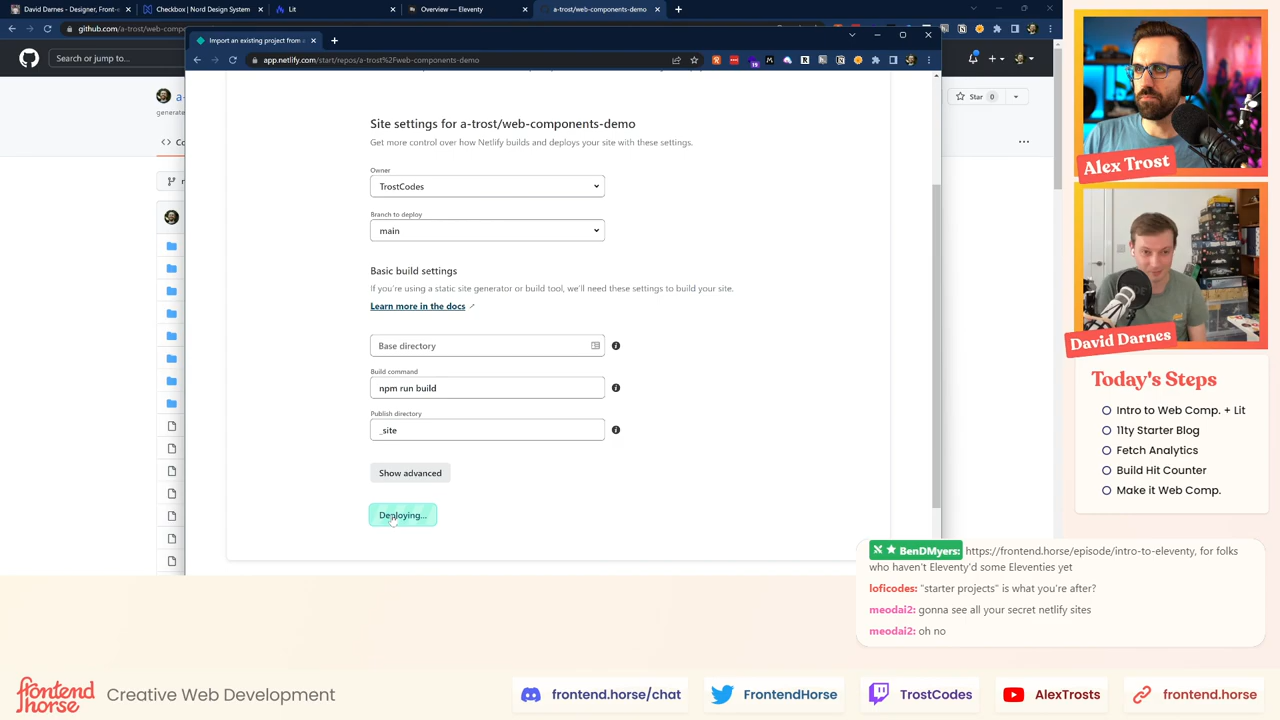 David Darnes - Designer, Front-
Checkbox | Nord Design System
Lit
Overview — Eleventy
a-trost/web-components-demo
github.com/a-trost/web-comp
Import an existing project from
app.netlify.com/start/repos/a-trost%2Fweb-components-demo
Search or jump to...
Star 0
Site settings for a-trost/web-components-demo
Get more control over how Netlify builds and deploys your site with these settings.
Owner
TrostCodes
Branch to deploy
main
Basic build settings
If you're using a static site generator or build tool, we'll need these settings to build your site.
Learn more in the docs
Base directory
Build command
npm run build
Publish directory
_site
Show advanced
Deploying...
Alex Trost
David Darnes
Today's Steps
Intro to Web Comp. + Lit
11ty Starter Blog
Fetch Analytics
Build Hit Counter
Make it Web Comp.
BenDMyers: https://frontend.horse/episode/intro-to-eleventy, for folks
who haven't Eleventy'd some Eleventies yet
loficodes: "starter projects" is what you're after?
meodai2: gonna see all your secret netlify sites
meodai2: oh no
frontend
horse
Creative Web Development
frontend.horse/chat
FrontendHorse
TrostCodes
AlexTrosts
frontend.horse